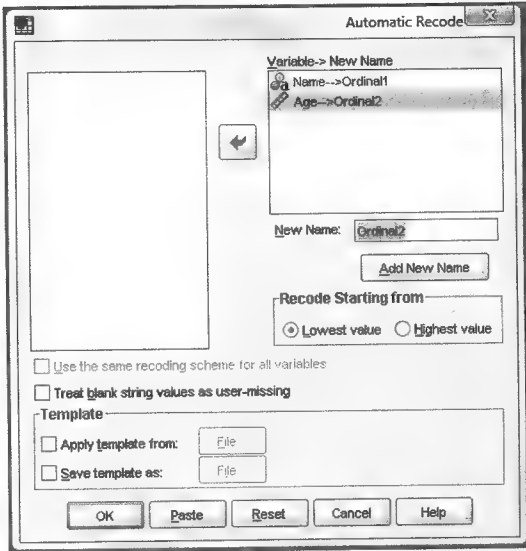 Automatic Recode
Variable-> New Name
Name-->Ordinal1
Age-->Ordinal2
New Name: Ordinal2
Add New Name
Recode Starting from
Lowest value Highest value
Use the same recoding scheme for all variables
Treat blank string values as user-missing
Template
Apply template from: File
Save template as: File
OK Paste Reset Cancel Help